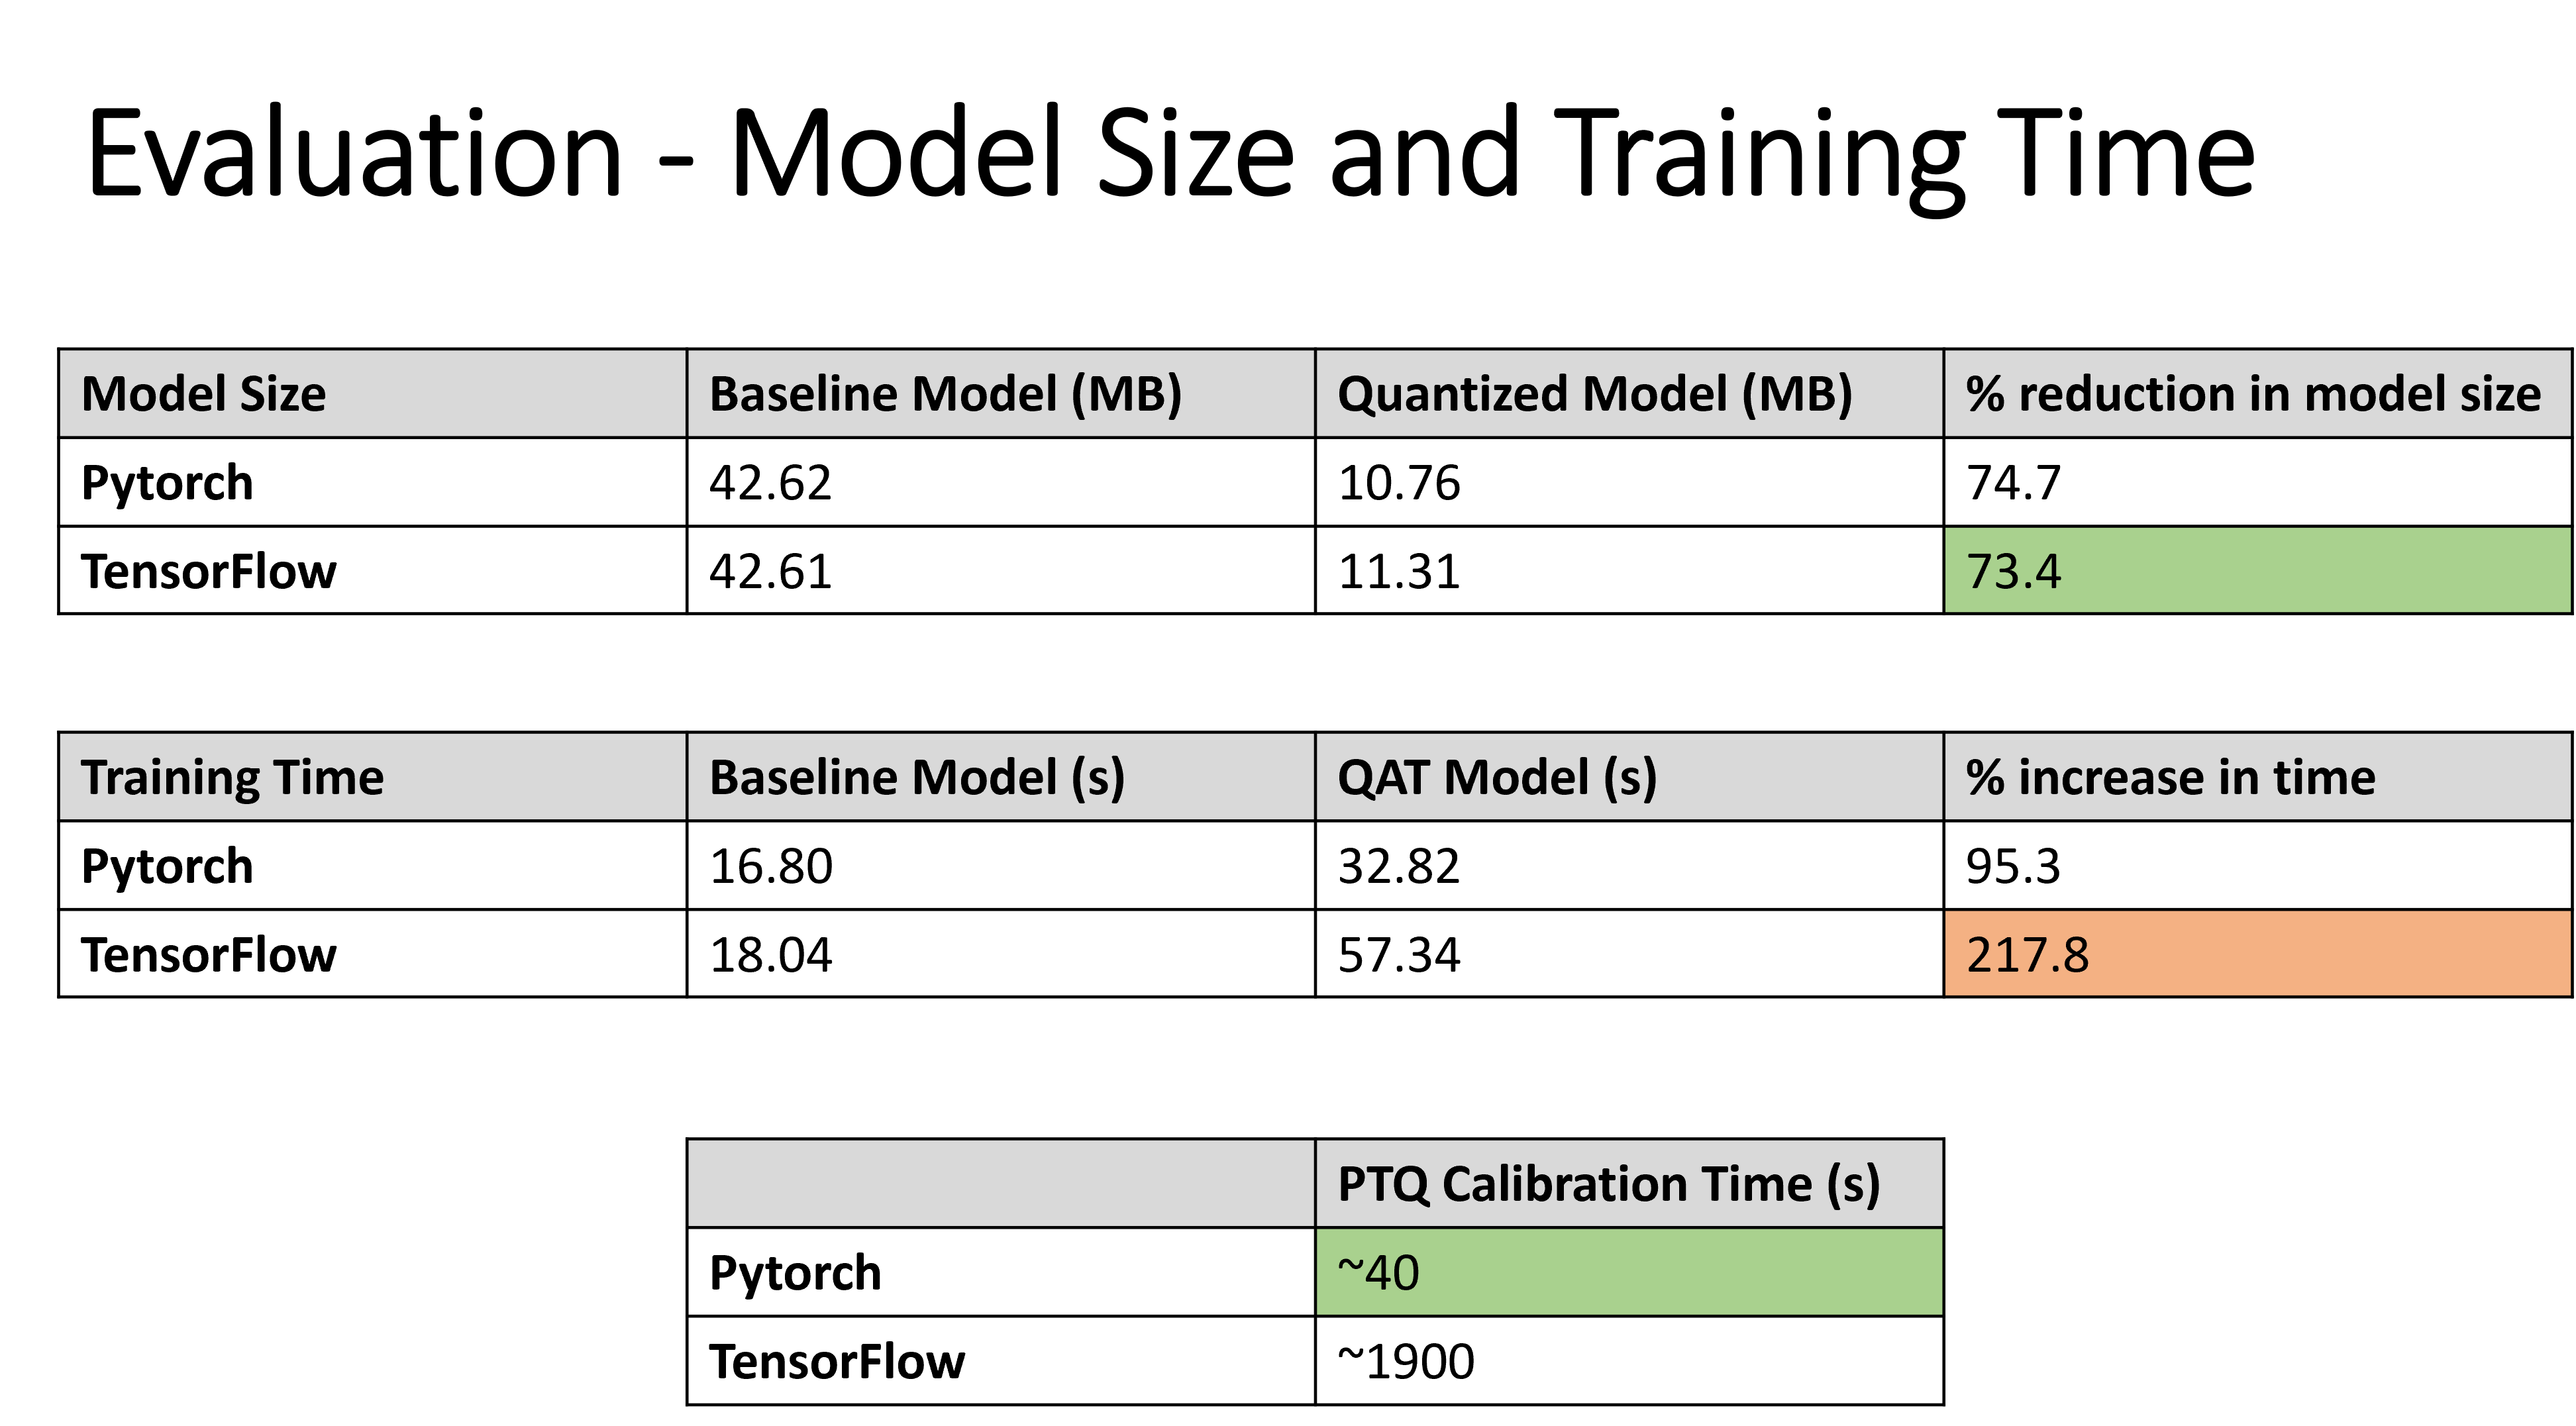 Evaluation - Model Size and Training Time
Model Size Baseline Model (MB) Quantized Model (MB) % reduction in model size
Pytorch 42.62 10.76 74.7
TensorFlow 42.61 11.31 73.4
Training Time Baseline Model (s) QAT Model (s) % increase in time
Pytorch 16.80 32.82 95.3
TensorFlow 18.04 57.34 217.8
PTQ Calibration Time (s)
Pytorch ~40
TensorFlow ~1900